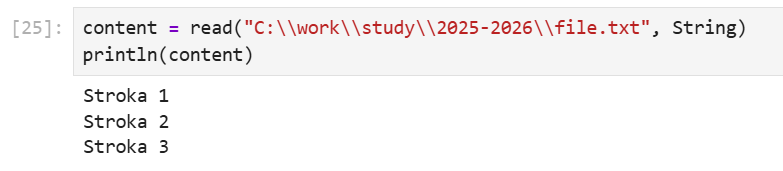 [25]: content = read("C:\\work\\study\\2025-2026\\file.txt", String)
println(content)
Stroka 1
Stroka 2
Stroka 3